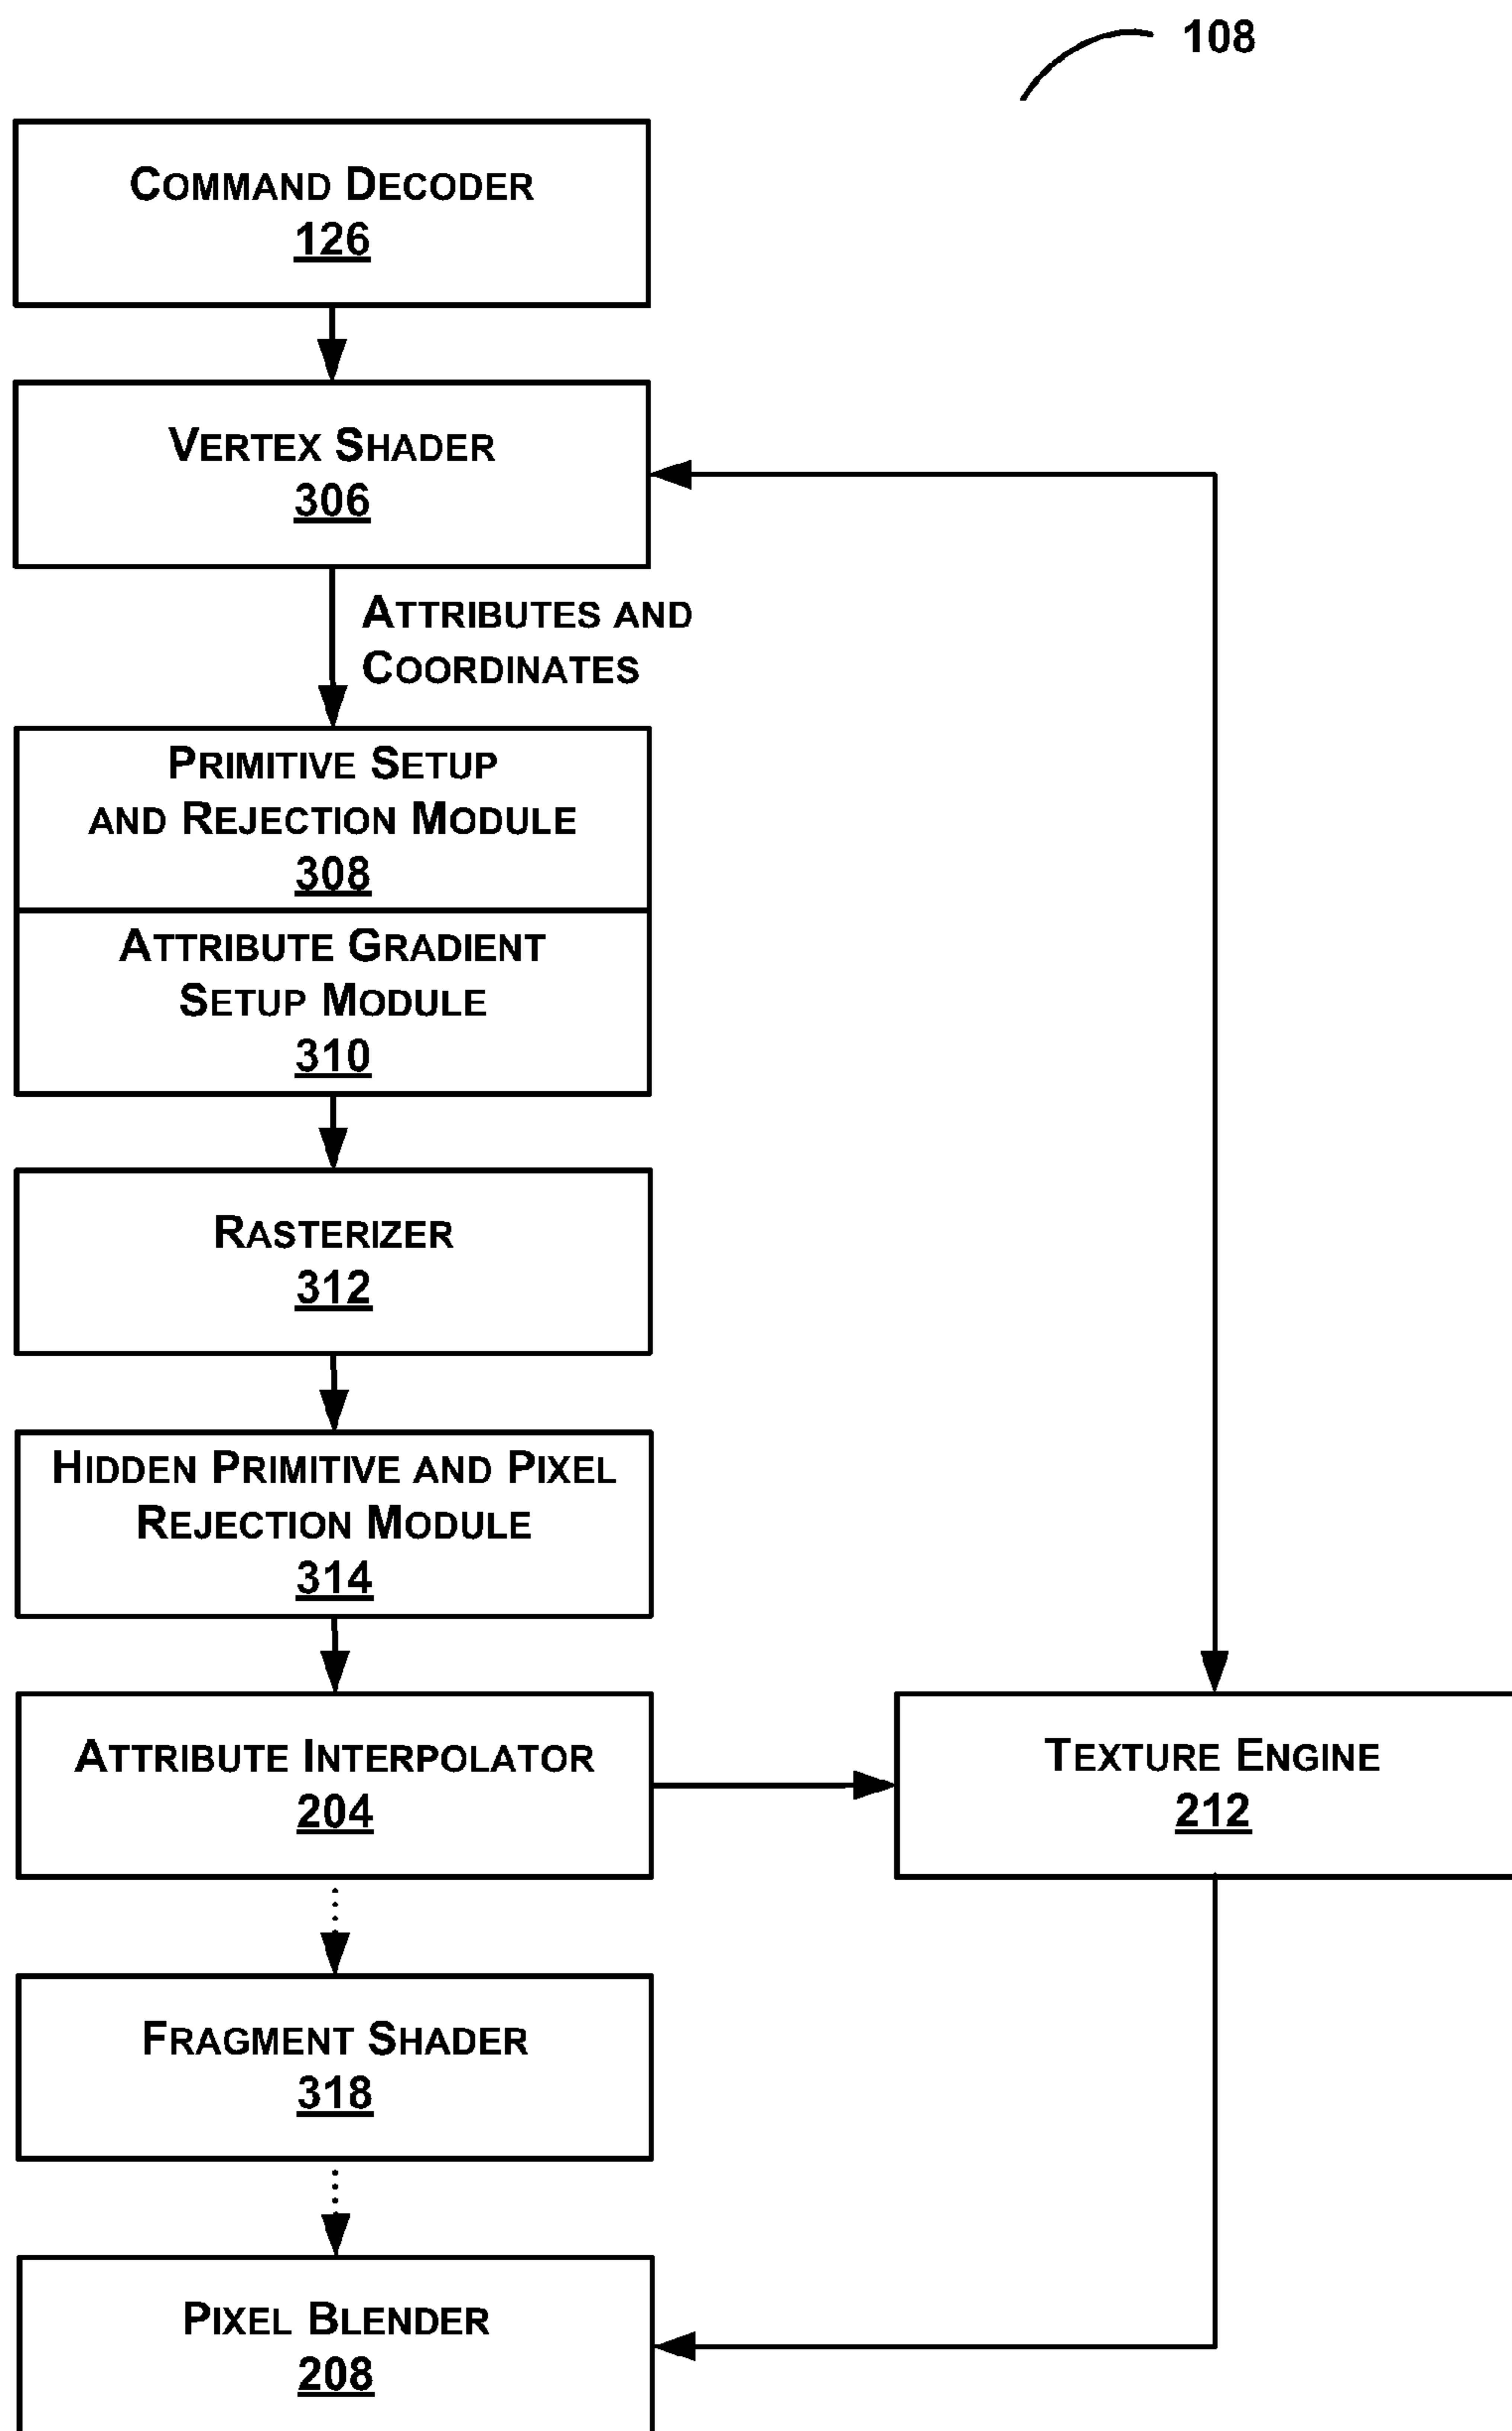 108
COMMAND DECODER
126
VERTEX SHADER
306
ATTRIBUTES AND
COORDINATES
PRIMITIVE SETUP
AND REJECTION MODULE
308
ATTRIBUTE GRADIENT
SETUP MODULE
310
RASTERIZER
312
HIDDEN PRIMITIVE AND PIXEL
REJECTION MODULE
314
ATTRIBUTE INTERPOLATOR
204
TEXTURE ENGINE
212
FRAGMENT SHADER
318
PIXEL BLENDER
208